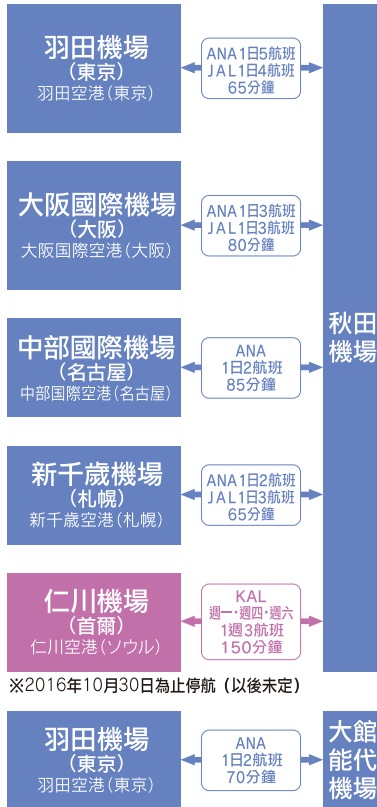 羽田機場
(東京)
羽田空港(東京)
ANA1日5航班
JAL1日4航班
65分鐘
大阪國際機場
(大阪)
大阪国際空港(大阪)
ANA1日3航班
JAL1日3航班
80分鐘
中部國際機場
(名古屋)
中部国際空港(名古屋)
ANA
1日2航班
85分鐘
新千歲機場
(札幌)
新千歳空港(札幌)
ANA1日2航班
JAL1日3航班
65分鐘
仁川機場
(首爾)
仁川空港(ソウル)
KAL
週一・週四・週六
1週3航班
150分鐘
秋田
機場
※2016年10月30日為止停航(以後未定)
羽田機場
(東京)
羽田空港(東京)
ANA
1日2航班
70分鐘
大館
能代
機場